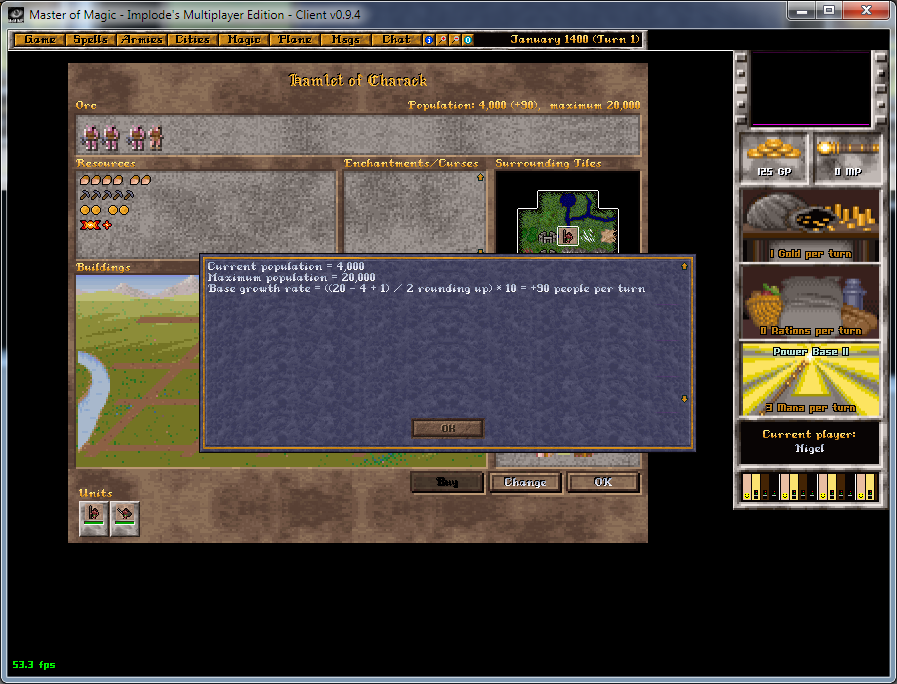 Master of Magic - Implode's Multiplayer Edition - Client v0.9.4
Game Spells Armies Cities Magic Plane Msgs Chat January 1400 (Turn 1)
Hamlet of Charack
Orc Population: 4,000 (+90), maximum 20,000
Resources Enchantments/Curses Surrounding Tiles
125 GP 0 MP
1 Gold per turn
Buildings
Current population = 4,000
Maximum population = 20,000
Base growth rate = ((20 - 4 + 1) / 2 rounding up) * 10 = +90 people per turn
0 Rations per turn
Power Base 11
3 Mana per turn
OK
Current player:
Nigel
Buy Change OK
Units
53.3 fps